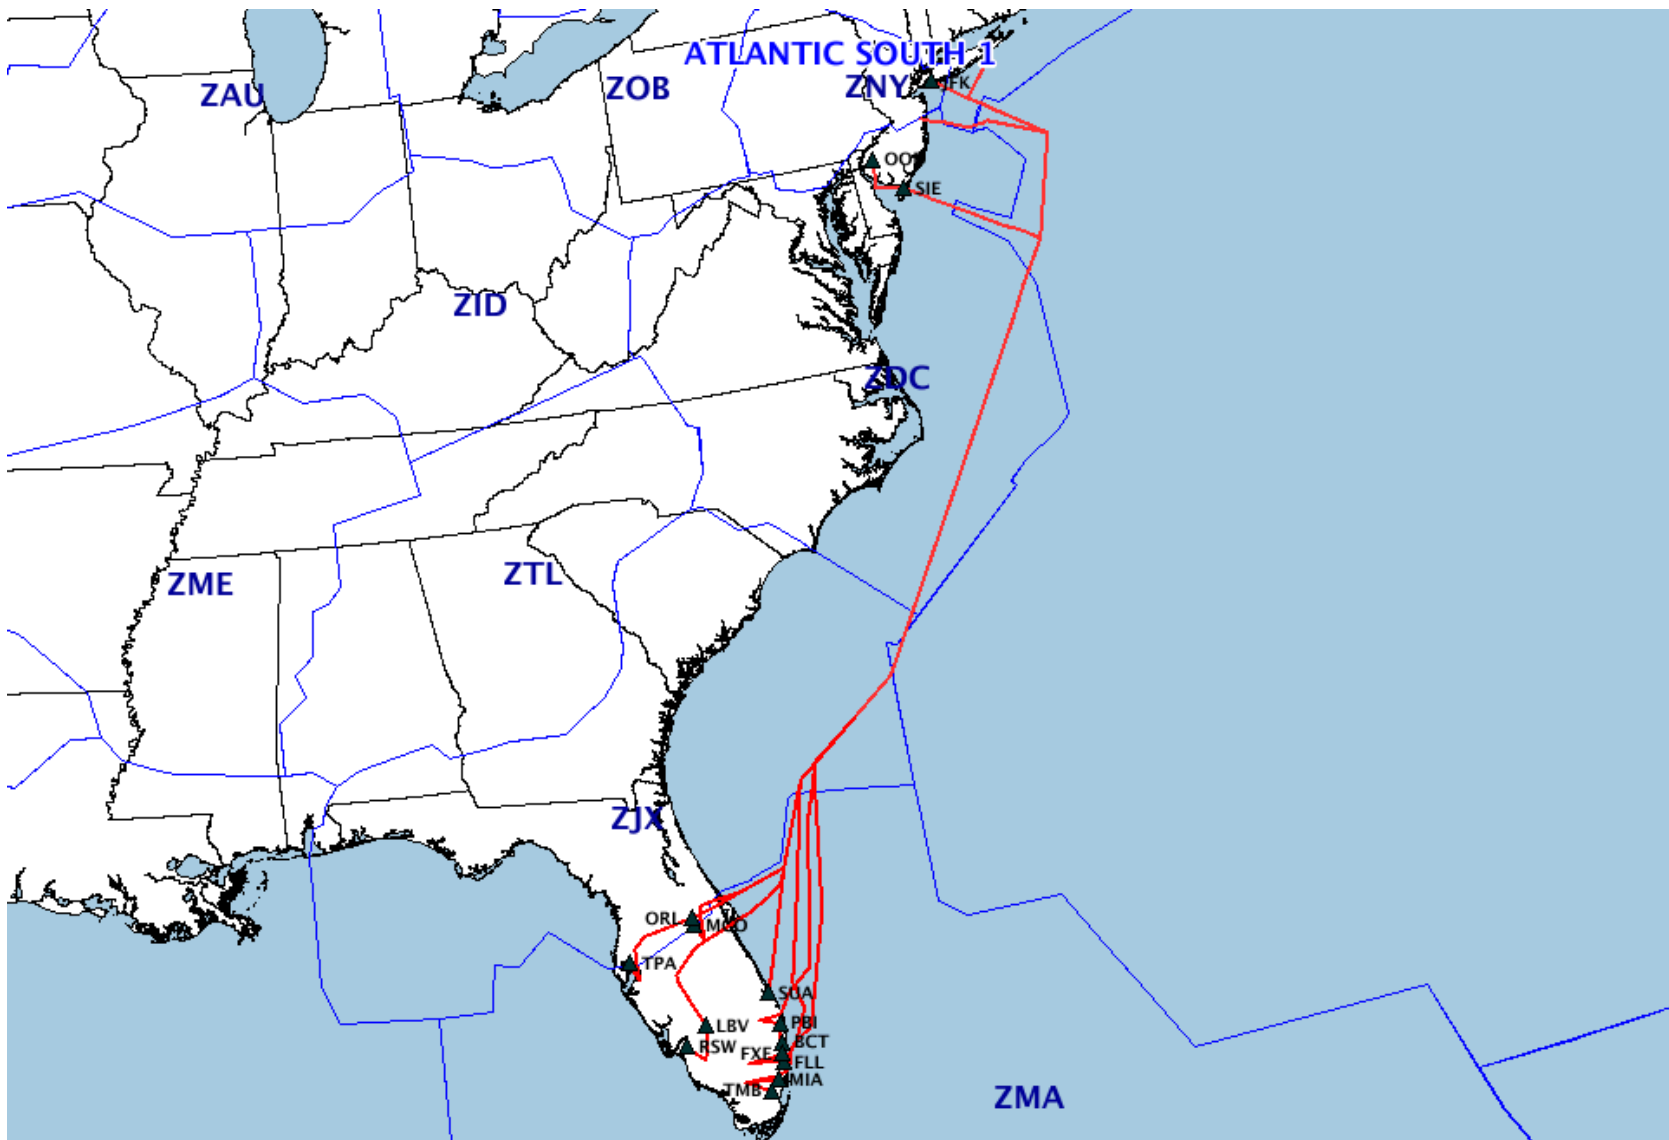 ATLANTIC SOUTH 1
ZAU
ZOB
ZNY
JFK
SIE
ZID
ZDC
ZTL
ZME
ZJX
ORL
MCO
TPA
SUA
LBV
PBI
RSW
BCT
FXE
FLL
MIA
TMB
ZMA